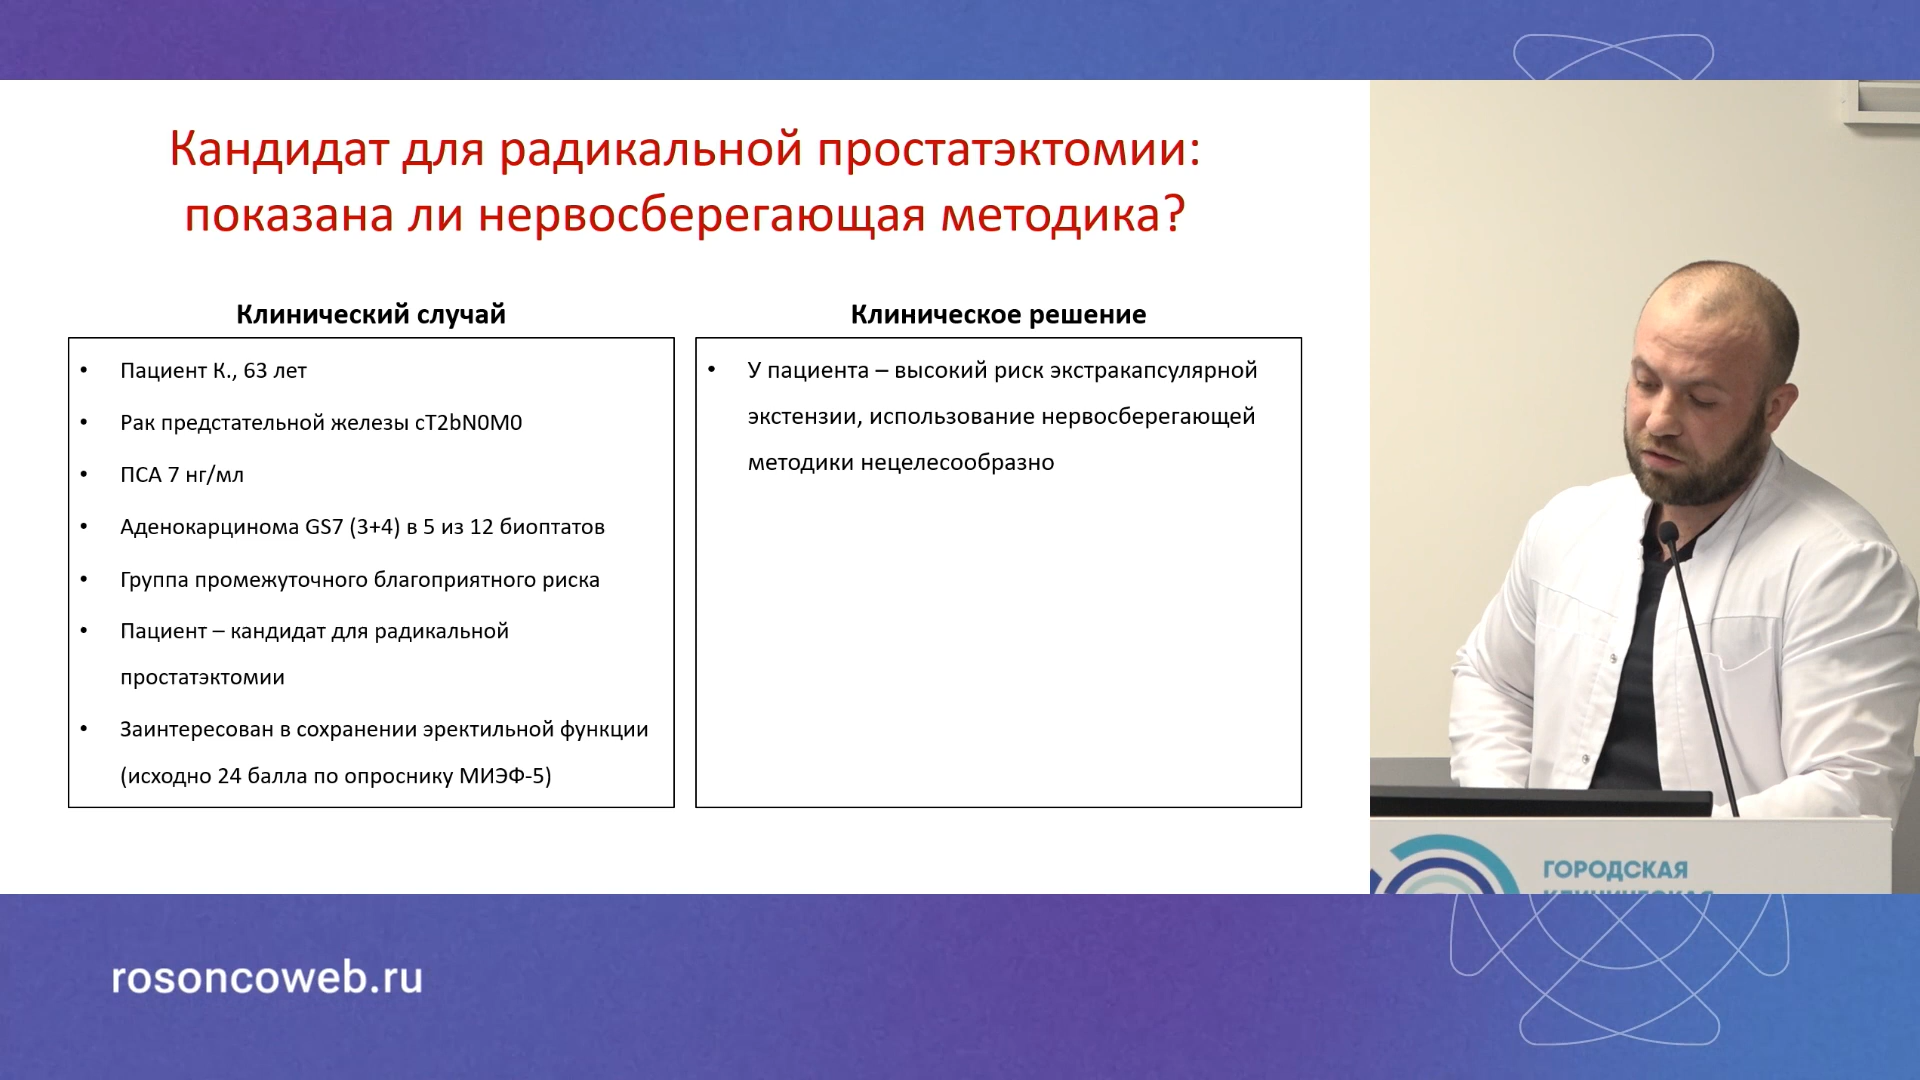 Кандидат для радикальной простатэктомии:
показана ли нервосберегающая методика?
Клинический случай
• Пациент К., 63 лет
• Рак предстательной железы cT2bN0M0
• ПСА 7 нг/мл
• Аденокарцинома GS7 (3+4) в 5 из 12 биоптатов
• Группа промежуточного благоприятного риска
• Пациент – кандидат для радикальной
простатэктомии
• Заинтересован в сохранении эректильной функции
(исходно 24 балла по опроснику МИЭФ-5)
Клиническое решение
• У пациента – высокий риск экстракапсулярной
экстензии, использование нервосберегающей
методики нецелесообразно
ГОРОДСКАЯ
КЛИНИЧЕСКАЯ
rosoncoweb.ru